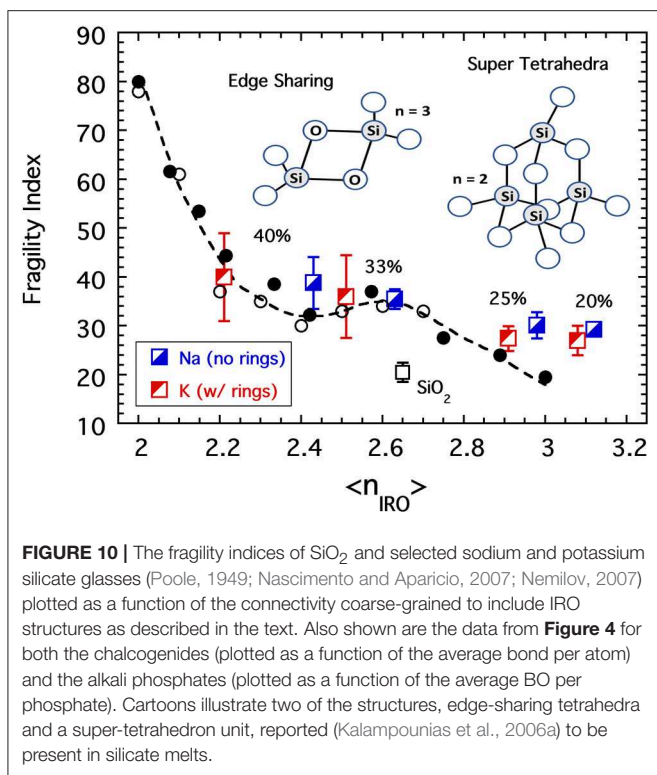 90
80
70
60
50
40
30
20
10
Fragility Index
Edge Sharing
Super Tetrahedra
n = 3
O
Si
Si
O
n = 2
Si
Si
Si
Si
40%
33%
25%
20%
Na (no rings)
K (w/ rings)
SiO₂
2
2.2
2.4
2.6
2.8
3
3.2
<n_IRO>
FIGURE 10 | The fragility indices of SiO₂ and selected sodium and potassium
silicate glasses (Poole, 1949; Nascimento and Aparicio, 2007; Nemilov, 2007)
plotted as a function of the connectivity coarse-grained to include IRO
structures as described in the text. Also shown are the data from Figure 4 for
both the chalcogenides (plotted as a function of the average bond per atom)
and the alkali phosphates (plotted as a function of the average BO per
phosphate). Cartoons illustrate two of the structures, edge-sharing tetrahedra
and a super-tetrahedron unit, reported (Kalampounias et al., 2006a) to be
present in silicate melts.